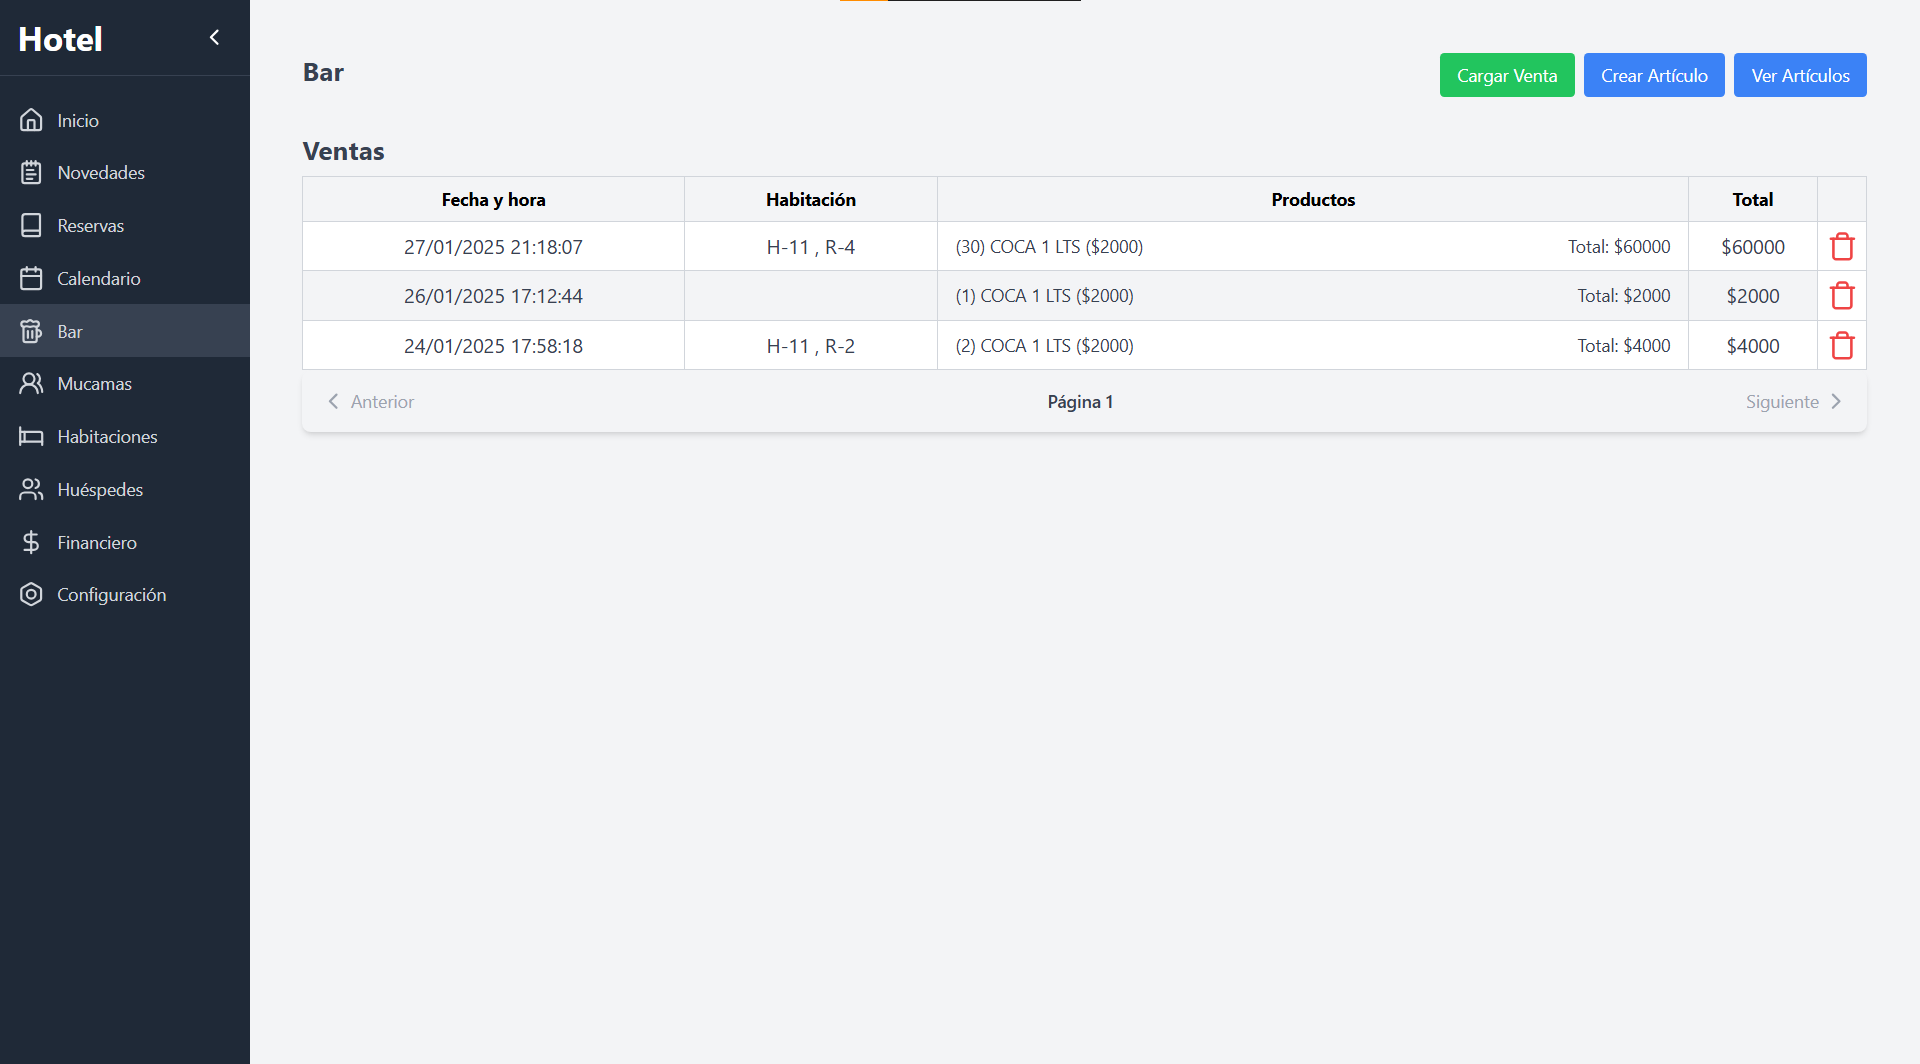 Hotel
Inicio
Novedades
Reservas
Calendario
Bar
Mucamas
Habitaciones
Huéspedes
Financiero
Configuración
Bar
Cargar Venta Crear Artículo Ver Artículos
Ventas
Fecha y hora Habitación Productos Total
27/01/2025 21:18:07 H-11 , R-4 (30) COCA 1 LTS ($2000) Total: $60000 $60000
26/01/2025 17:12:44 (1) COCA 1 LTS ($2000) Total: $2000 $2000
24/01/2025 17:58:18 H-11 , R-2 (2) COCA 1 LTS ($2000) Total: $4000 $4000
Anterior Página 1 Siguiente